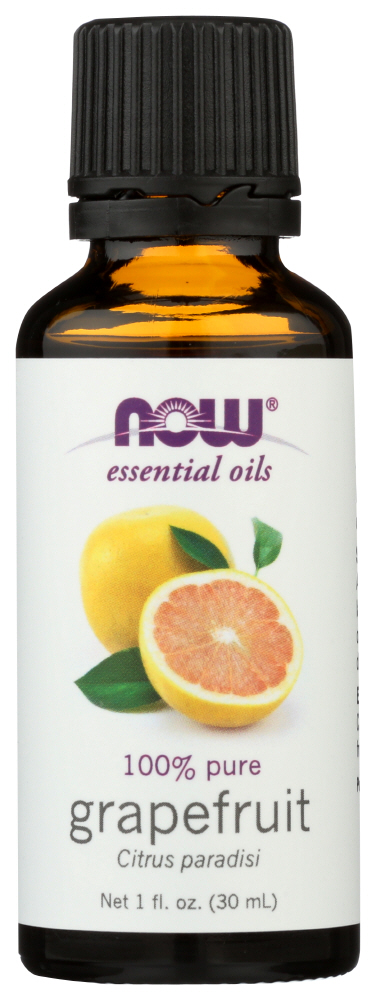 NOW®
essential oils
100% pure
grapefruit
Citrus paradisi
Net 1 fl. oz. (30 mL)